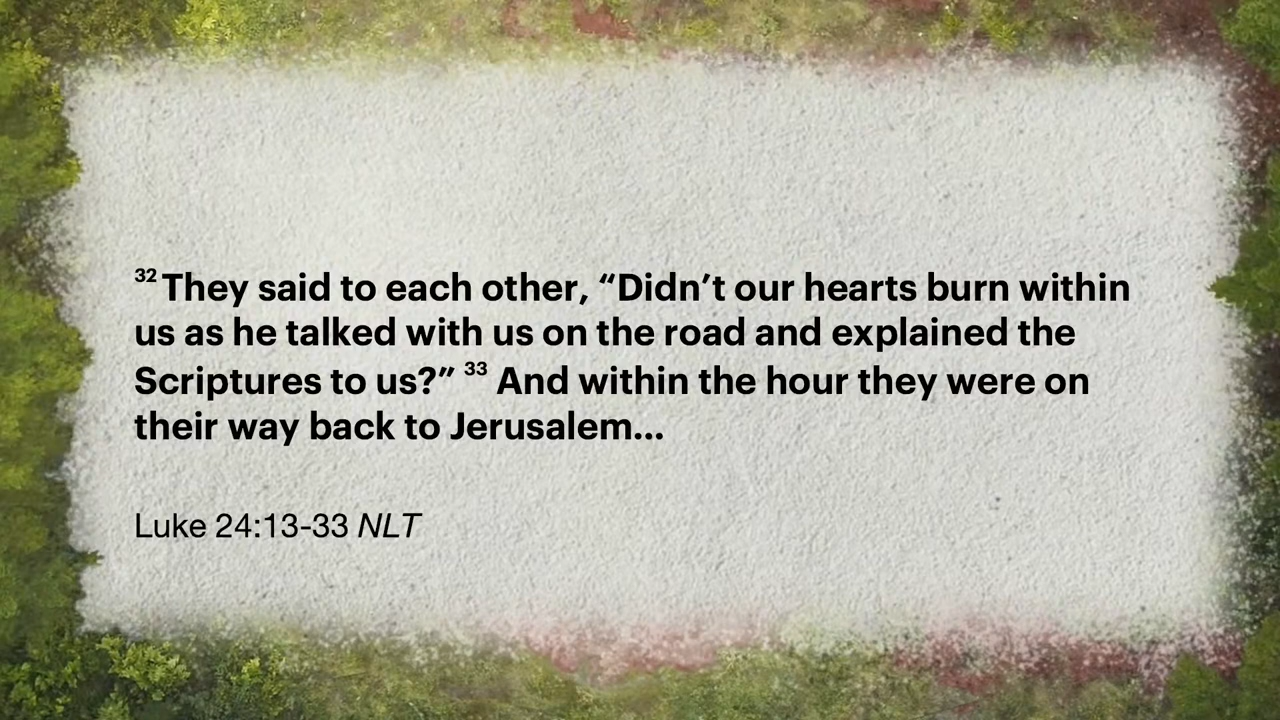 ³²They said to each other, “Didn’t our hearts burn within
us as he talked with us on the road and explained the
Scriptures to us?” ³³ And within the hour they were on
their way back to Jerusalem...
Luke 24:13-33 NLT